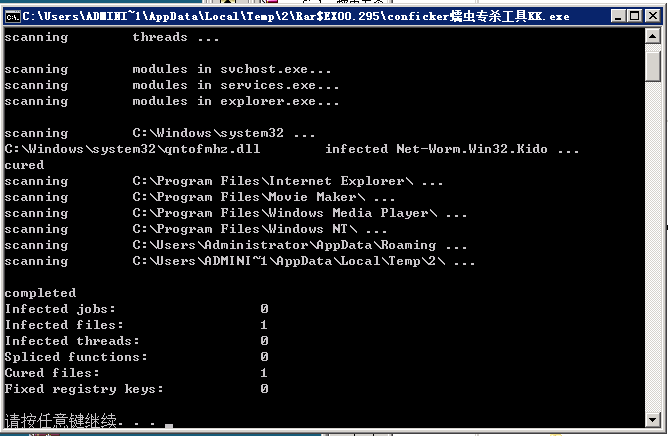 C:\Users\ADMINI~1\AppData\Local\Temp\2\Rar$EX00.295\conficker蠕虫专杀工具KK.exe
scanning threads ...
scanning modules in svchost.exe...
scanning modules in services.exe...
scanning modules in explorer.exe...
scanning C:\Windows\system32 ...
C:\Windows\system32\qntofmhz.dll infected Net-Worm.Win32.Kido ...
cured
scanning C:\Program Files\Internet Explorer\ ...
scanning C:\Program Files\Movie Maker\ ...
scanning C:\Program Files\Windows Media Player\ ...
scanning C:\Program Files\Windows NT\ ...
scanning C:\Users\Administrator\AppData\Roaming ...
scanning C:\Users\ADMINI~1\AppData\Local\Temp\2\ ...
completed
Infected jobs: 0
Infected files: 1
Infected threads: 0
Spliced functions: 0
Cured files: 1
Fixed registry keys: 0
请按任意键继续. . .